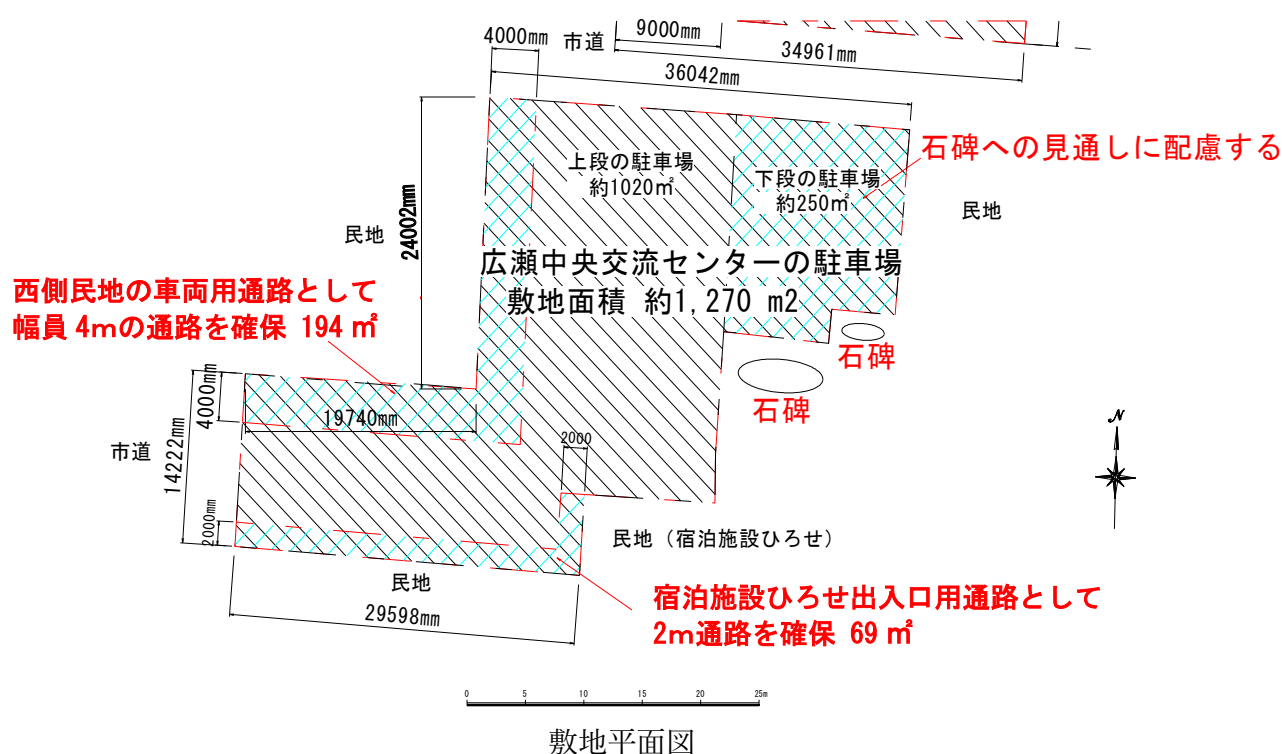 9000mm
34961mm
4000mm
市道
36042mm
石碑への見通しに配慮する
上段の駐車場
約1020㎡
下段の駐車場
約250㎡
民地
民地
24002mm
広瀬中央交流センターの駐車場
敷地面積 約1,270 m2
西側民地の車両用通路として
幅員 4mの通路を確保 194 ㎡
石碑
石碑
4000mm
19740mm
14222mm
市道
2000
N
2000mm
民地（宿泊施設ひろせ）
民地
29598mm
宿泊施設ひろせ出入口用通路として
2m通路を確保 69 ㎡
0 5 10 15 20 25m
敷地平面図